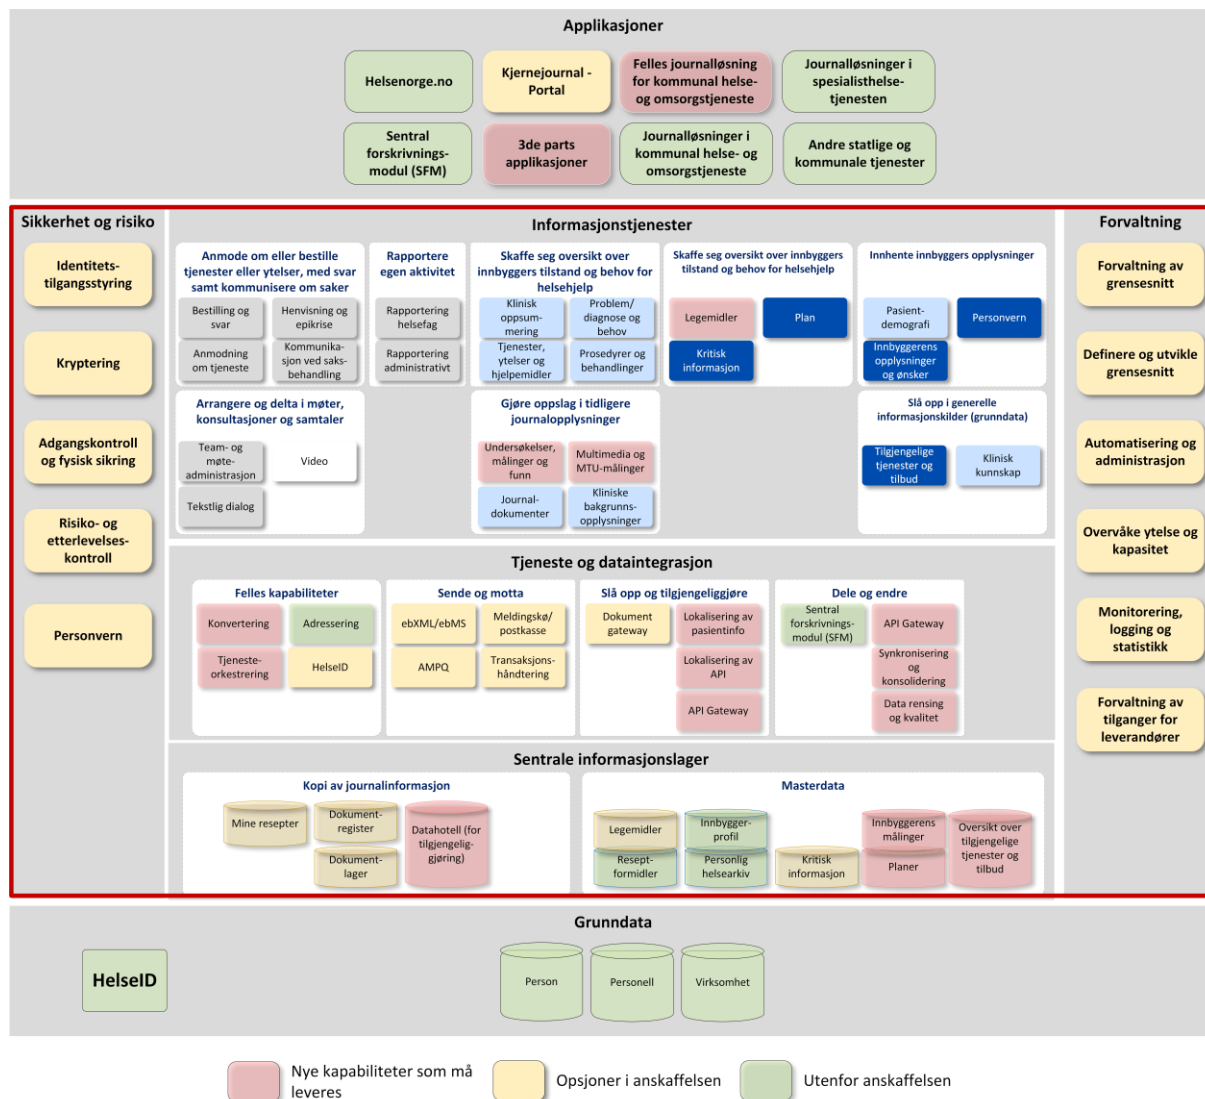 Applikasjoner
Helsenorge.no
Kjernejournal -
Portal
Felles journalløsning
for kommunal helse-
og omsorgstjeneste
Journalløsninger i
spesialisthelse-
tjenesten
Sentral
forskrivnings-
modul (SFM)
3de parts
applikasjoner
Journalløsninger i
kommunal helse- og
omsorgstjeneste
Andre statlige og
kommunale tjenester
Sikkerhet og risiko
Identitets-
tilgangsstyring
Kryptering
Adgangskontroll
og fysisk sikring
Risiko- og
etterlevelses-
kontroll
Personvern
Informasjonstjenester
Anmode om eller bestille
tjenester eller ytelser, med svar
samt kommunisere om saker
Bestilling og
svar
Henvisning og
epikrise
Anmodning
om tjeneste
Kommunika-
sjon ved saks-
behandling
Rapportere
egen aktivitet
Rapportering
helsefag
Rapportering
administrativt
Skaffe seg oversikt over
innbyggers tilstand og behov for
helsehjelp
Klinisk
oppsum-
mering
Problem/
diagnose og
behov
Tjenester,
ytelser og
hjelpemidler
Prosedyrer og
behandlinger
Skaffe seg oversikt over innbyggers
tilstand og behov for helsehjelp
Legemidler
Plan
Kritisk
informasjon
Innhente innbyggers opplysninger
Pasient-
demografi
Personvern
Innbyggerens
opplysninger
og ønsker
Arrangere og delta i møter,
konsultasjoner og samtaler
Team- og
møte-
administrasjon
Video
Tekstlig dialog
Gjøre oppslag i tidligere
journalopplysninger
Undersøkelser,
målinger og
funn
Multimedia og
MTU-målinger
Journal-
dokumenter
Kliniske
bakgrunns-
opplysninger
Slå opp i generelle
informasjonskilder (grunndata)
Tilgjengelige
tjenester og
tilbud
Klinisk
kunnskap
Tjeneste og dataintegrasjon
Felles kapabiliteter
Konvertering
Adressering
Tjeneste-
orkestrering
HelseID
Sende og motta
ebXML/ebMS
Meldingskø/
postkasse
AMPQ
Transaksjons-
håndtering
Slå opp og tilgjengeliggjøre
Dokument
gateway
Lokalisering av
pasientinfo
Lokalisering av
API
API Gateway
Dele og endre
Sentral
forskrivnings-
modul (SFM)
API Gateway
Synkronisering
og
konsolidering
Data rensing
og kvalitet
Sentrale informasjonslager
Kopi av journalinformasjon
Mine resepter
Dokument-
register
Dokument-
lager
Datahotell (for
tilgjengelig-
gjøring)
Masterdata
Legemidler
Innbygger-
profil
Resept-
formidler
Personlig
helsearkiv
Kritisk
informasjon
Innbyggerens
målinger
Planer
Oversikt over
tilgjengelige
tjenester og
tilbud
Forvaltning
Forvaltning av
grensesnitt
Definere og utvikle
grensesnitt
Automatisering og
administrasjon
Overvåke ytelse og
kapasitet
Monitorering,
logging og
statistikk
Forvaltning av
tilganger for
leverandører
Grunndata
HelseID
Person
Personell
Virksomhet
Nye kapabiliteter som må
leveres
Opsjoner i anskaffelsen
Utenfor anskaffelsen